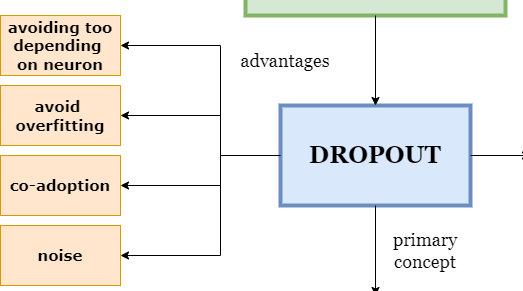 avoiding too
depending
on neuron
advantages
avoid
overfitting
DROPOUT
co-adoption
noise
primary
concept